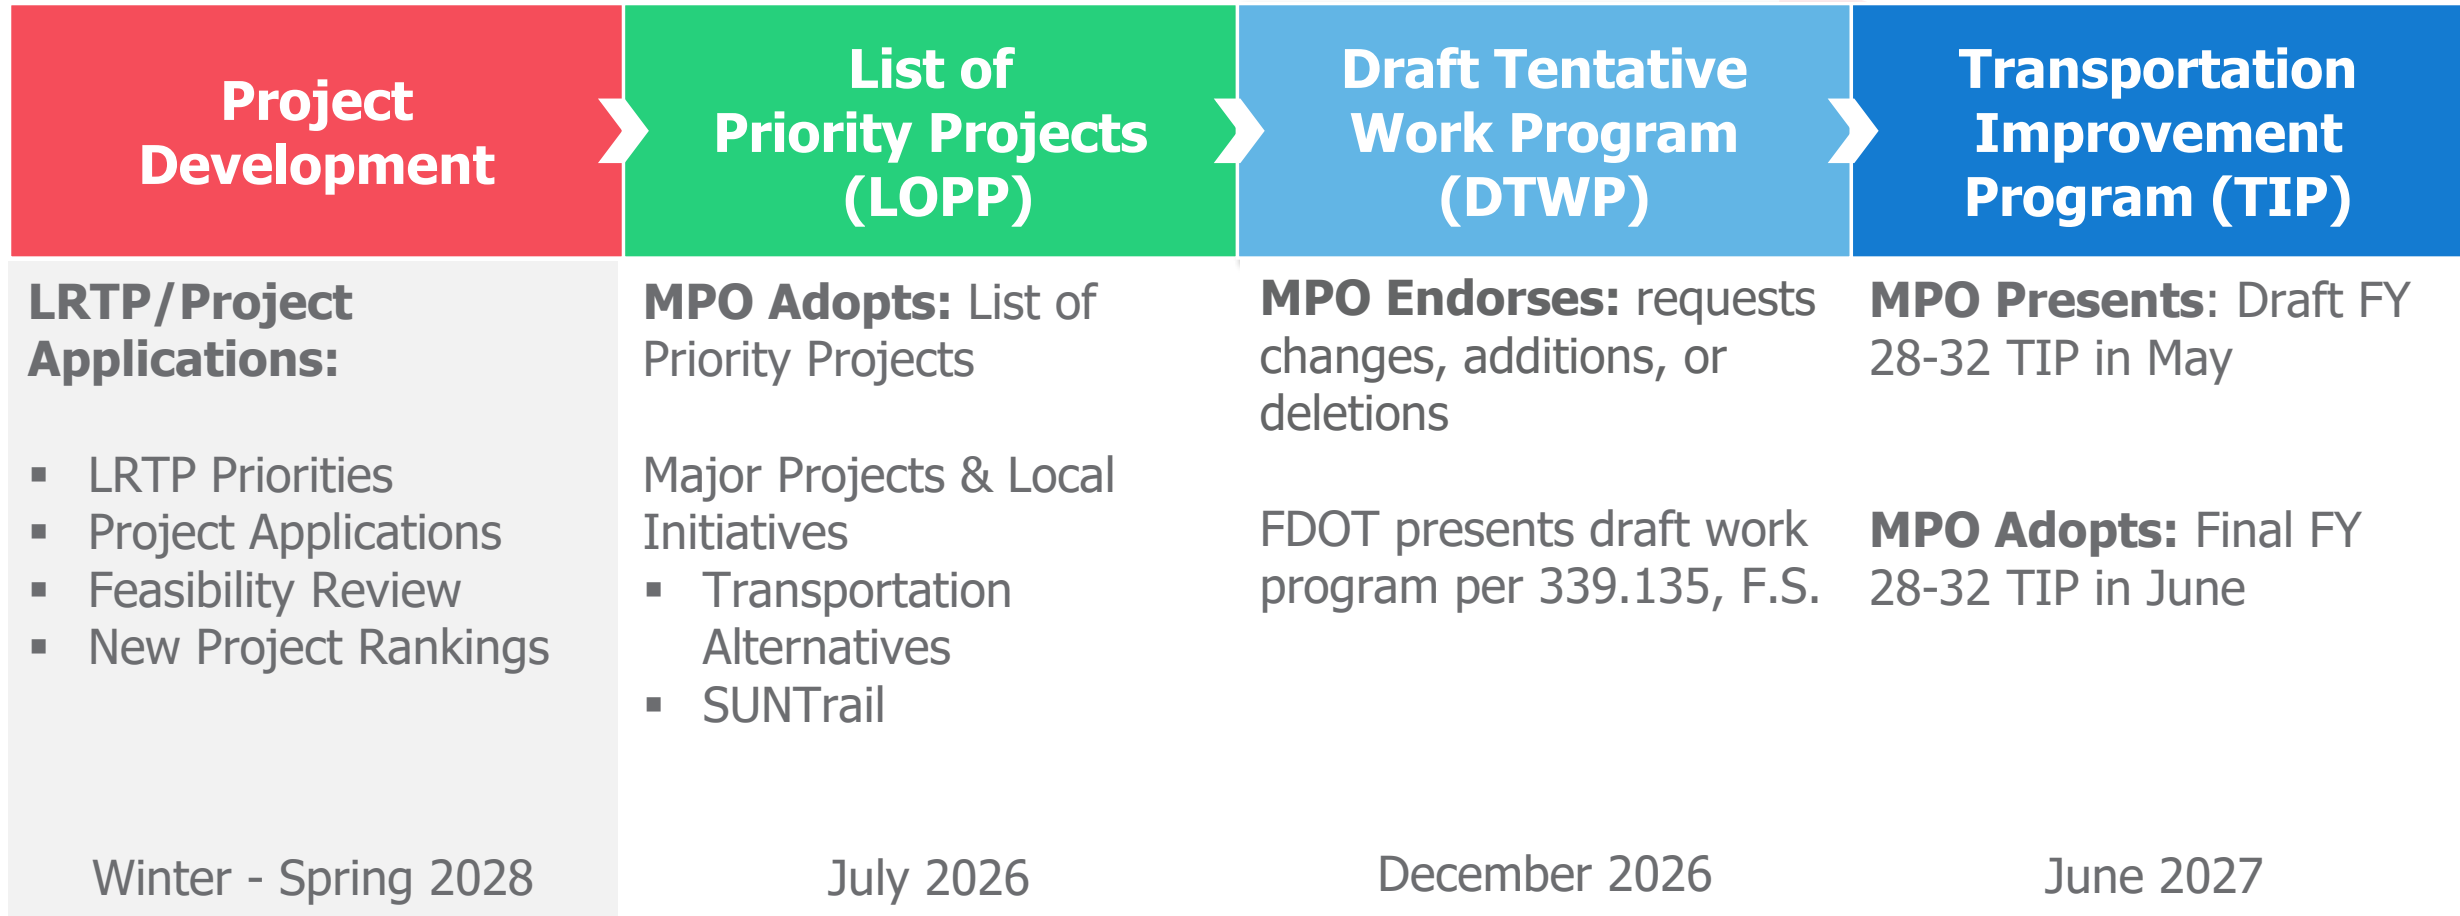 Project
Development
List of
Priority Projects
(LOPP)
Draft Tentative
Work Program
(DTWP)
Transportation
Improvement
Program (TIP)
LRTP/Project
Applications:
▪ LRTP Priorities
▪ Project Applications
▪ Feasibility Review
▪ New Project Rankings
Winter - Spring 2028
MPO Adopts: List of
Priority Projects
Major Projects & Local
Initiatives
▪ Transportation
Alternatives
▪ SUNTrail
July 2026
MPO Endorses: requests
changes, additions, or
deletions
FDOT presents draft work
program per 339.135, F.S.
December 2026
MPO Presents: Draft FY
28-32 TIP in May
MPO Adopts: Final FY
28-32 TIP in June
June 2027